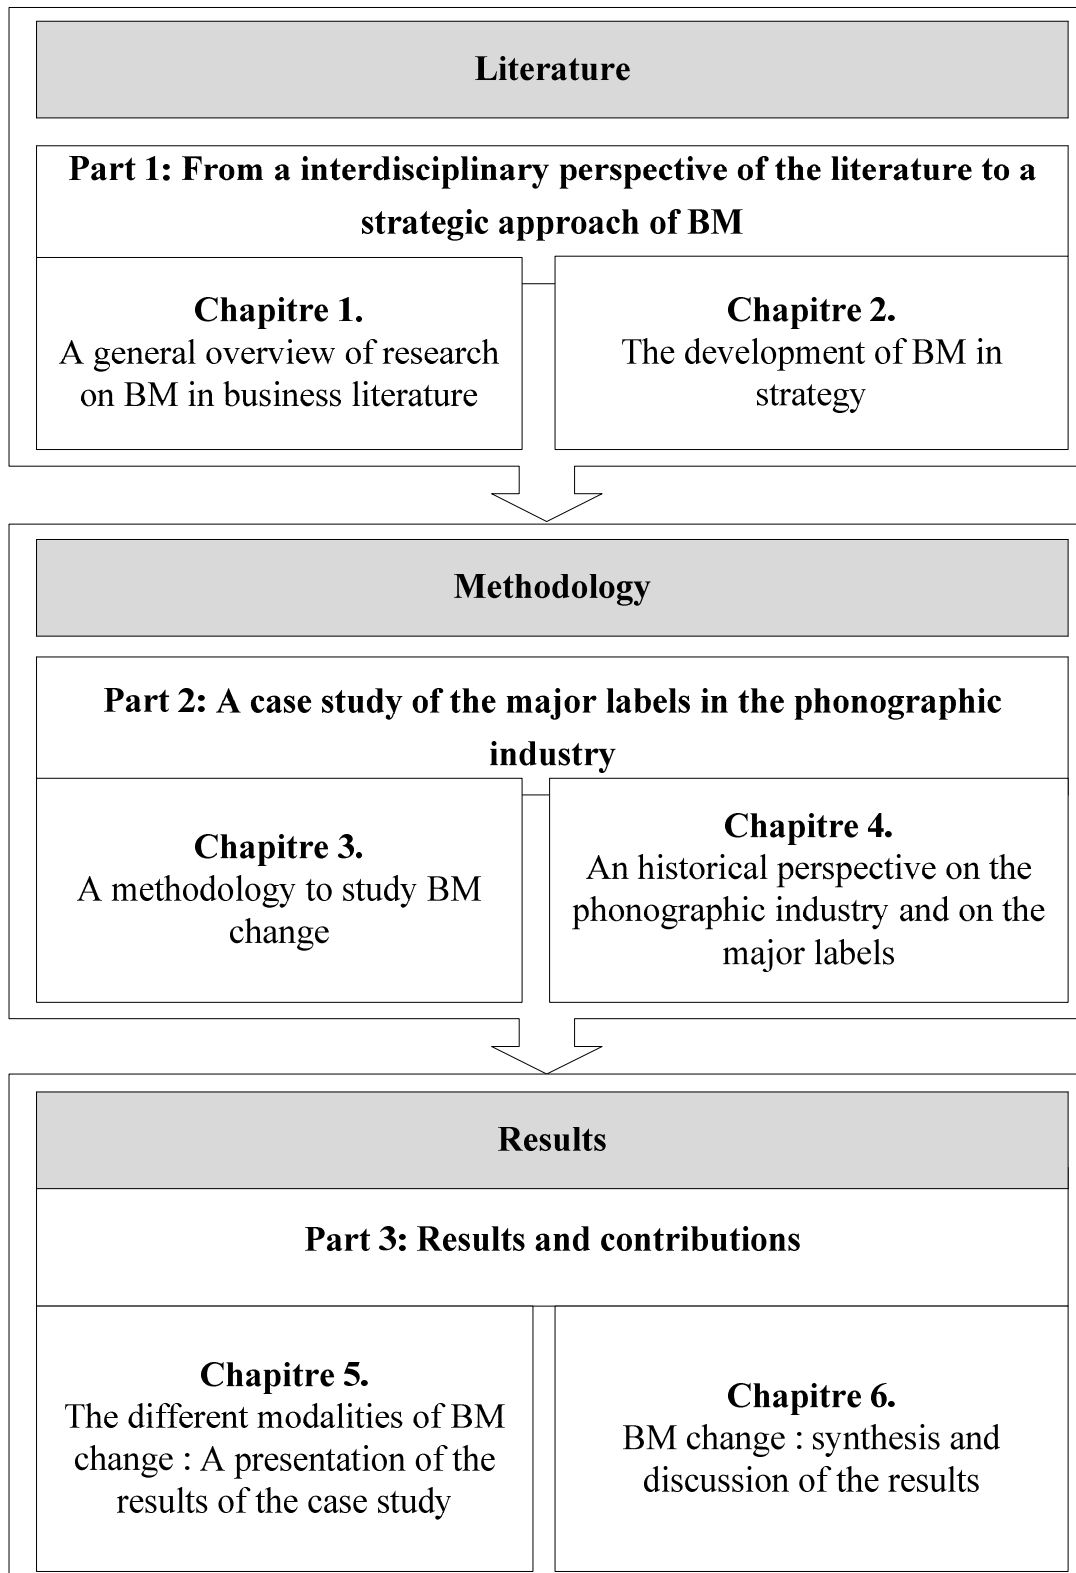 Literature
Part 1: From a interdisciplinary perspective of the literature to a
strategic approach of BM
Chapitre 1.
A general overview of research
on BM in business literature
Chapitre 2.
The development of BM in
strategy
Methodology
Part 2: A case study of the major labels in the phonographic
industry
Chapitre 3.
A methodology to study BM
change
Chapitre 4.
An historical perspective on the
phonographic industry and on the
major labels
Results
Part 3: Results and contributions
Chapitre 5.
The different modalities of BM
change : A presentation of the
results of the case study
Chapitre 6.
BM change : synthesis and
discussion of the results